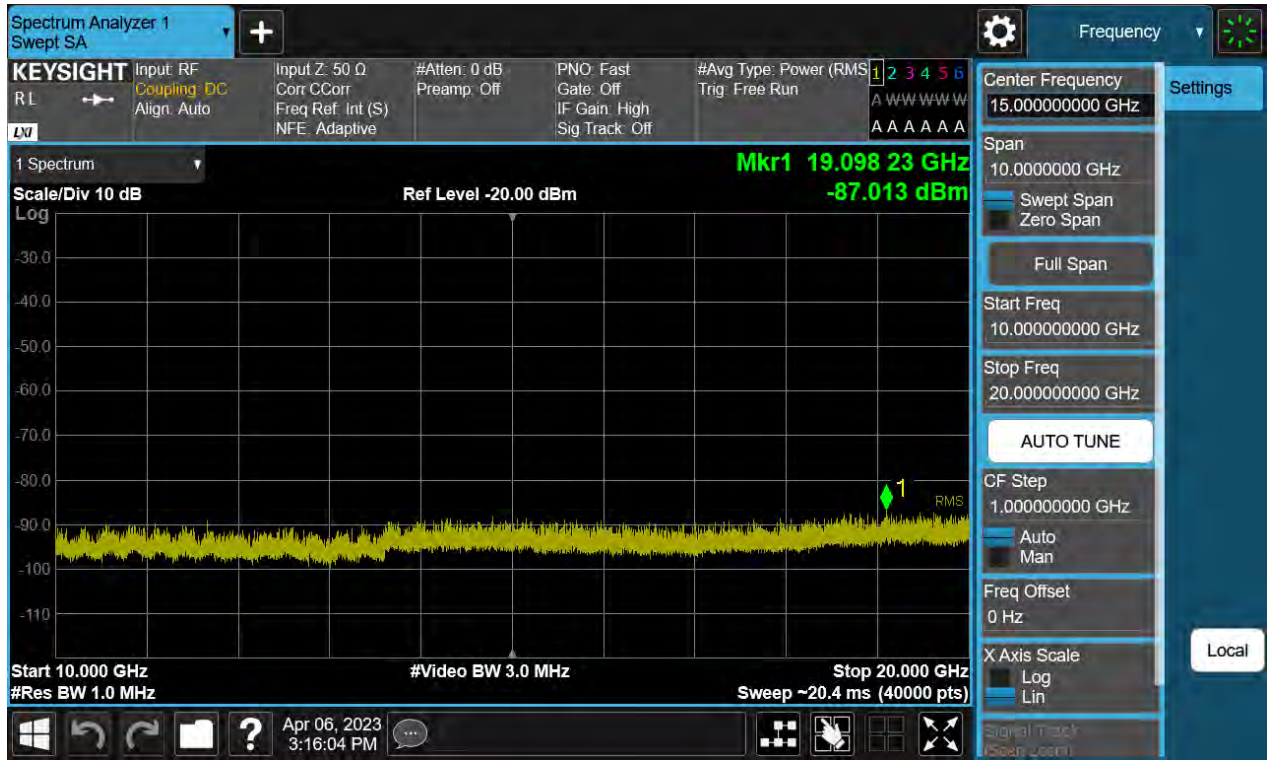 Spectrum Analyzer 1
Swept SA
Frequency
KEYSIGHT
RL
LXI
Input: RF
Coupling: DC
Align: Auto
Input Z: 50 Ω
Corr CCorr
Freq Ref: Int (S)
NFE: Adaptive
#Atten: 0 dB
Preamp: Off
PNO: Fast
Gate: Off
IF Gain: High
Sig Track: Off
#Avg Type: Power (RMS
Trig: Free Run
1 2 3 4 5 6
A W W W W W
A A A A A A
1 Spectrum
Mkr1 19.098 23 GHz
-87.013 dBm
Scale/Div 10 dB
Ref Level -20.00 dBm
Log
-30.0
-40.0
-50.0
-60.0
-70.0
-80.0
-90.0
-100
-110
1
RMS
Start 10.000 GHz
#Video BW 3.0 MHz
Stop 20.000 GHz
#Res BW 1.0 MHz
Sweep ~20.4 ms (40000 pts)
Center Frequency
15.000000000 GHz
Settings
Span
10.0000000 GHz
Swept Span
Zero Span
Full Span
Start Freq
10.000000000 GHz
Stop Freq
20.000000000 GHz
AUTO TUNE
CF Step
1.000000000 GHz
Auto
Man
Freq Offset
0 Hz
X Axis Scale
Log
Lin
Local
Signal Track
(Span Zoom)
?
Apr 06, 2023
3:16:04 PM